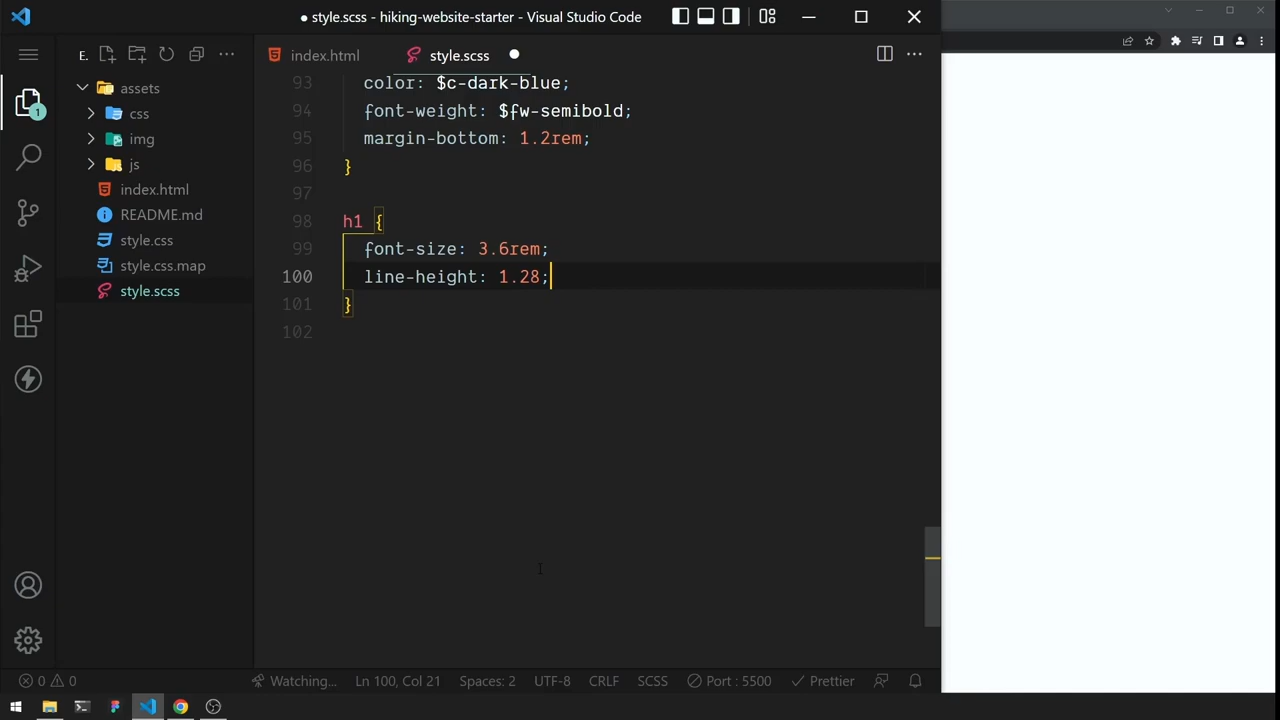 ● style.scss - hiking-website-starter - Visual Studio Code
E.
index.html
style.scss
assets
css
img
js
index.html
README.md
style.css
style.css.map
style.scss
1
93 color: $c-dark-blue;
94 font-weight: $fw-semibold;
95 margin-bottom: 1.2rem;
96 }
97
98 h1 {
99 font-size: 3.6rem;
100 line-height: 1.28;
101 }
102
0 0 Watching... Ln 100, Col 21 Spaces: 2 UTF-8 CRLF SCSS Port : 5500 Prettier